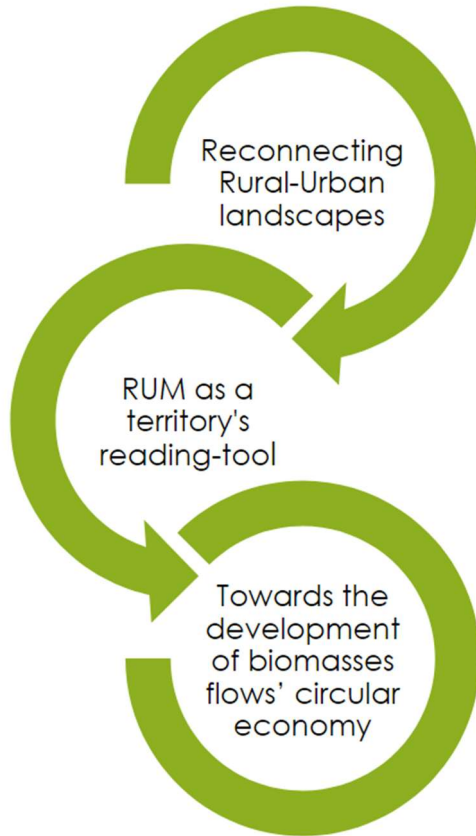 Reconnecting
Rural-Urban
landscapes
RUM as a
territory's
reading-tool
Towards the
development
of biomasses
flows’ circular
economy